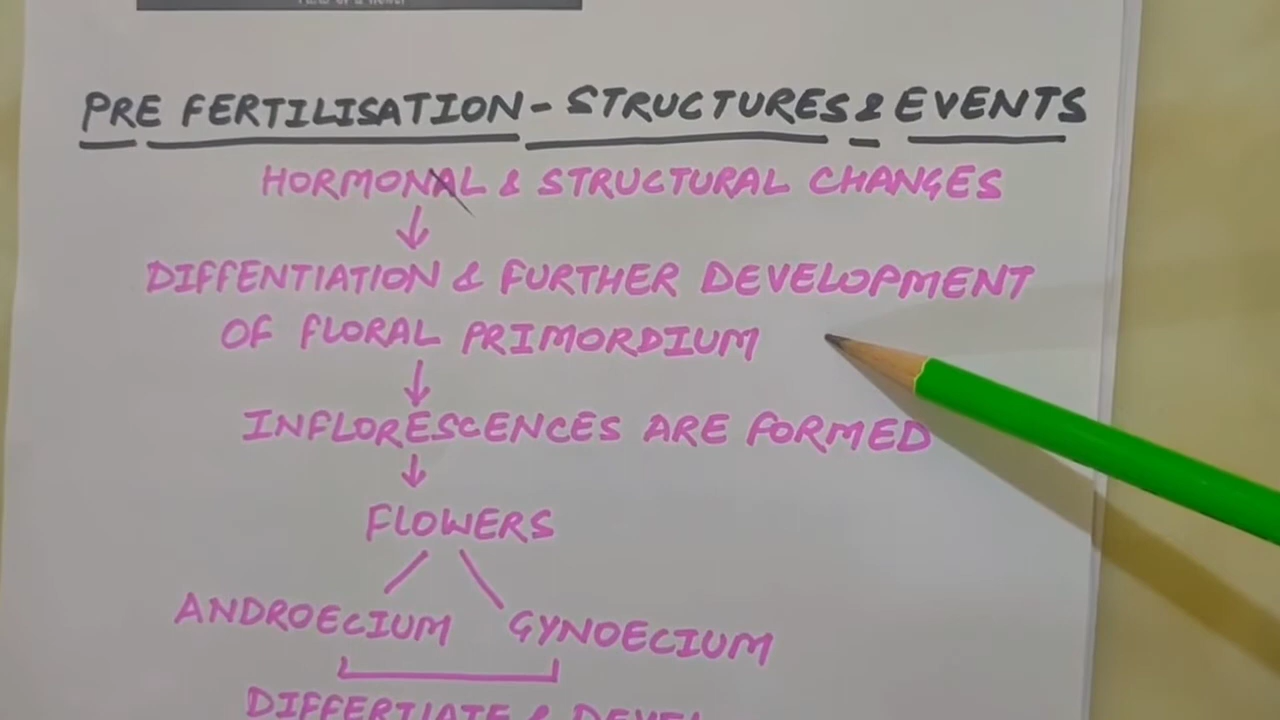 PRE FERTILISATION - STRUCTURES & EVENTS
HORMONAL & STRUCTURAL CHANGES
↓
DIFFENTIATION & FURTHER DEVELOPMENT
OF FLORAL PRIMORDIUM
↓
INFLORESCENCES ARE FORMED
↓
FLOWERS
ANDROECIUM GYNOECIUM
DIFFERTIATE &